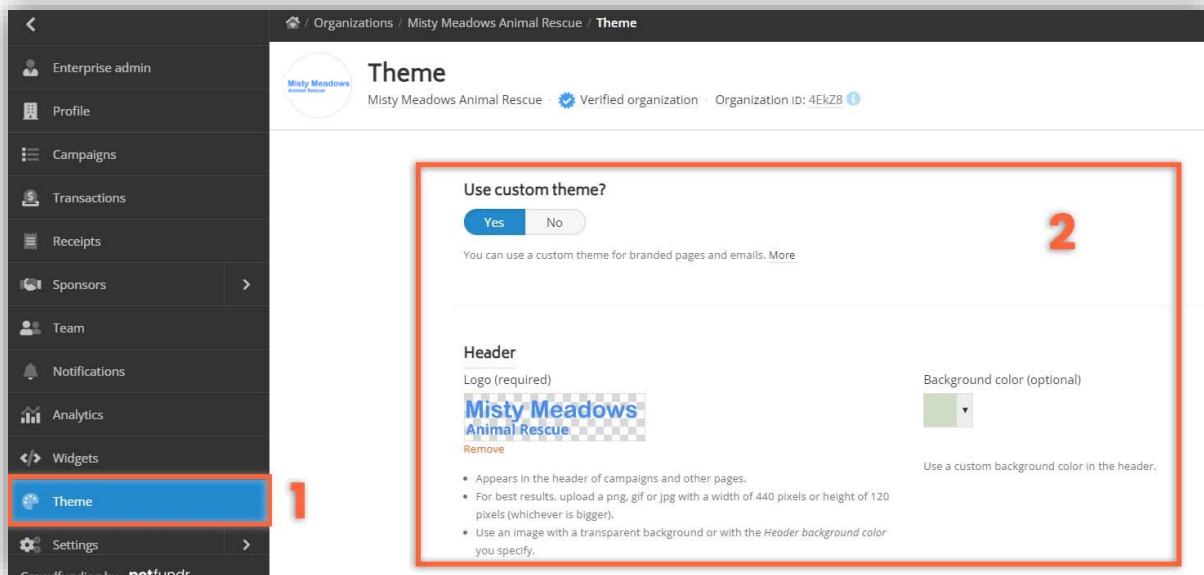 / Organizations / Misty Meadows Animal Rescue / Theme
Enterprise admin
Profile
Campaigns
Transactions
Receipts
Sponsors
Team
Notifications
Analytics
Widgets
Theme
Settings
Crowdfunding by potfundr
1
Misty Meadows
Animal Rescue
Theme
Misty Meadows Animal Rescue · Verified organization · Organization ID: 4EkZ8
2
Use custom theme?
Yes No
You can use a custom theme for branded pages and emails. More
Header
Logo (required)
Misty Meadows
Animal Rescue
Remove
• Appears in the header of campaigns and other pages.
• For best results, upload a png, gif or jpg with a width of 440 pixels or height of 120
pixels (whichever is bigger).
• Use an image with a transparent background or with the Header background color
you specify.
Background color (optional)
Use a custom background color in the header.